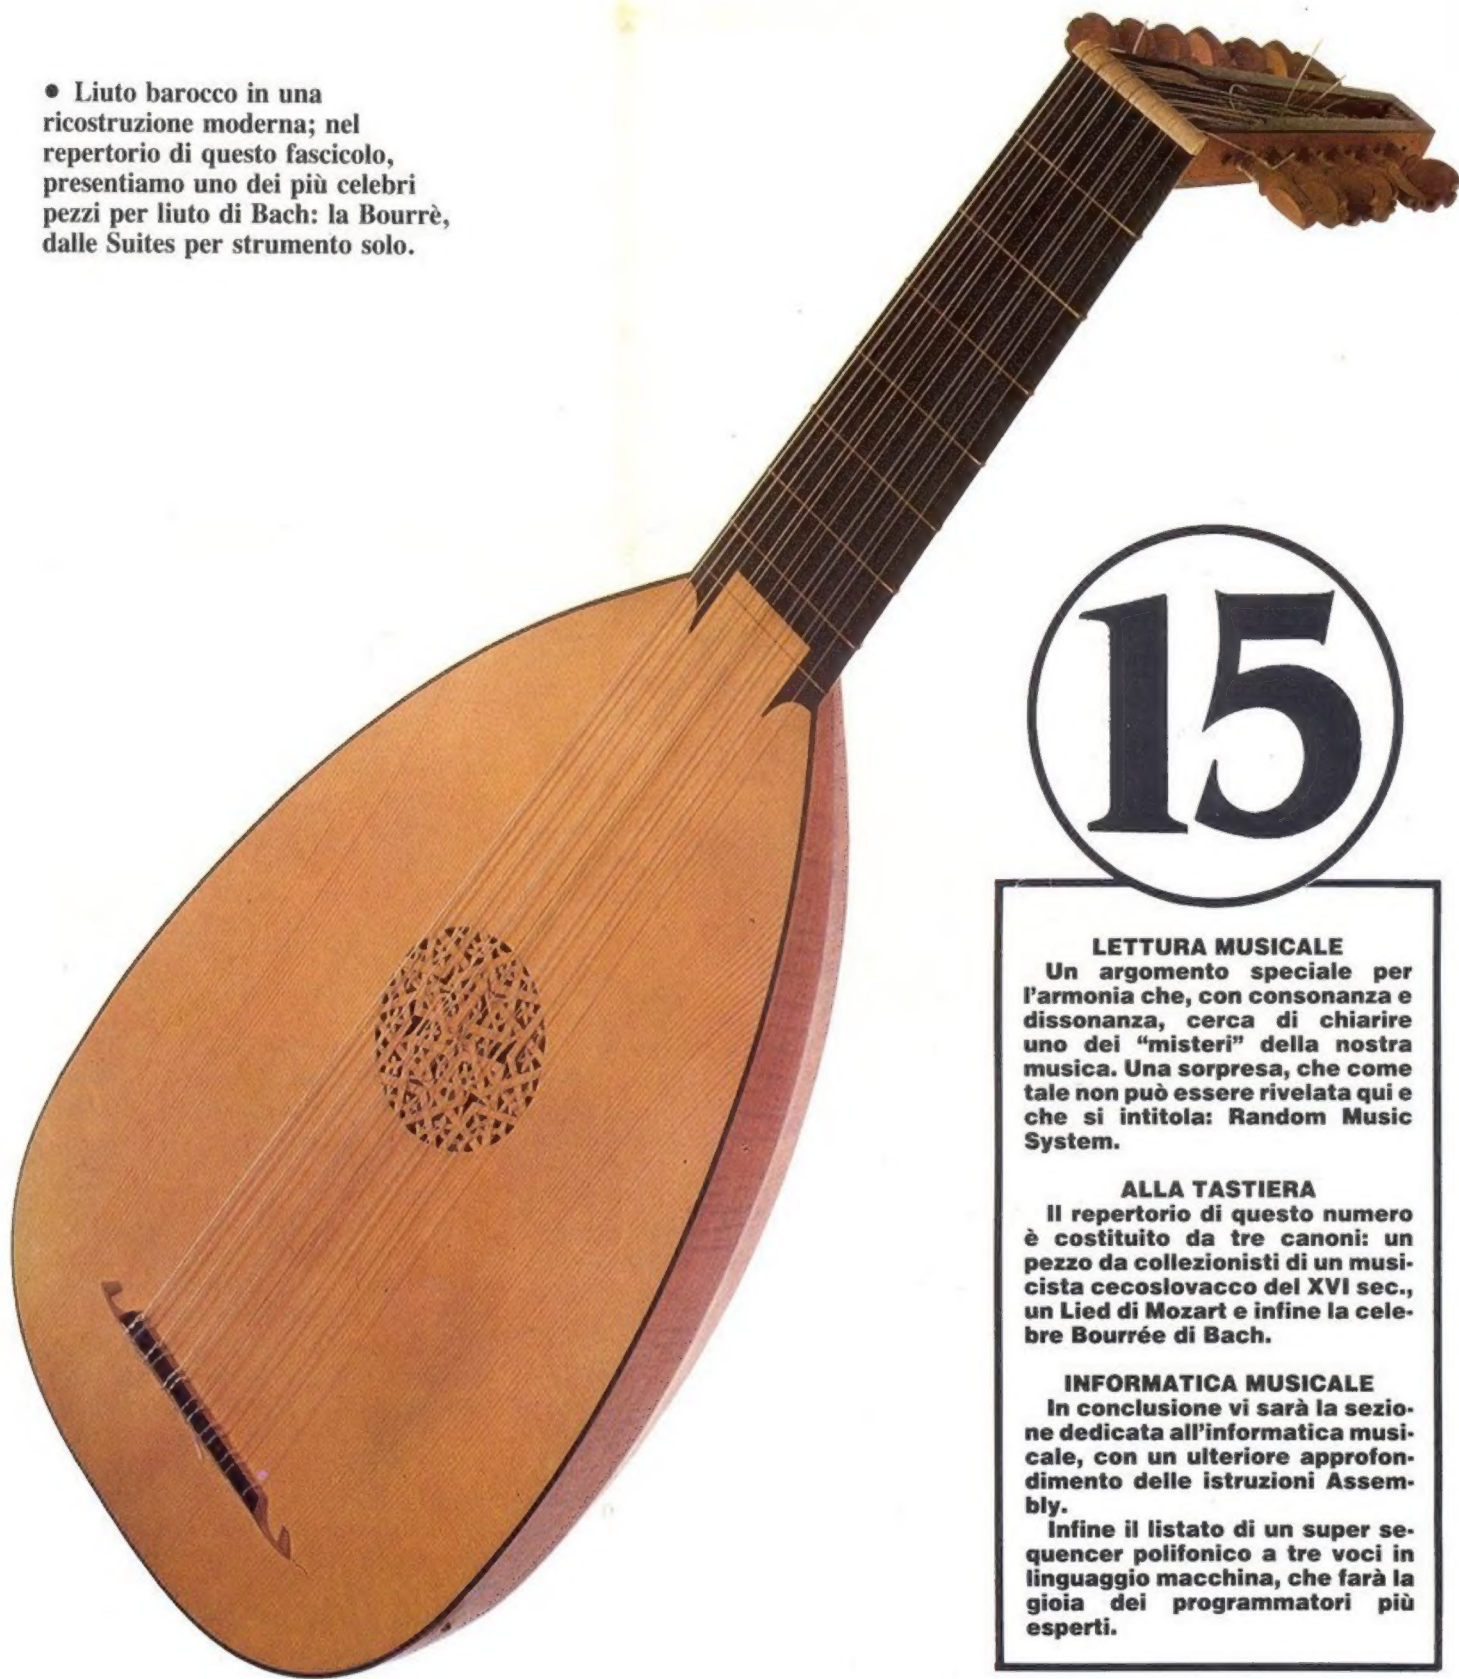 ● Liuto barocco in una
ricostruzione moderna; nel
repertorio di questo fascicolo,
presentiamo uno dei più celebri
pezzi per liuto di Bach: la Bourrè,
dalle Suites per strumento solo.
15
LETTURA MUSICALE
Un argomento speciale per
l'armonia che, con consonanza e
dissonanza, cerca di chiarire
uno dei “misteri” della nostra
musica. Una sorpresa, che come
tale non può essere rivelata qui e
che si intitola: Random Music
System.
ALLA TASTIERA
Il repertorio di questo numero
è costituito da tre canoni: un
pezzo da collezionisti di un musi-
cista cecoslovacco del XVI sec.,
un Lied di Mozart e infine la cele-
bre Bourrée di Bach.
INFORMATICA MUSICALE
In conclusione vi sarà la sezio-
ne dedicata all'informatica musi-
cale, con un ulteriore approfon-
dimento delle istruzioni Assem-
bly.
Infine il listato di un super se-
quencer polifonico a tre voci in
linguaggio macchina, che farà la
gioia dei programmatori più
esperti.